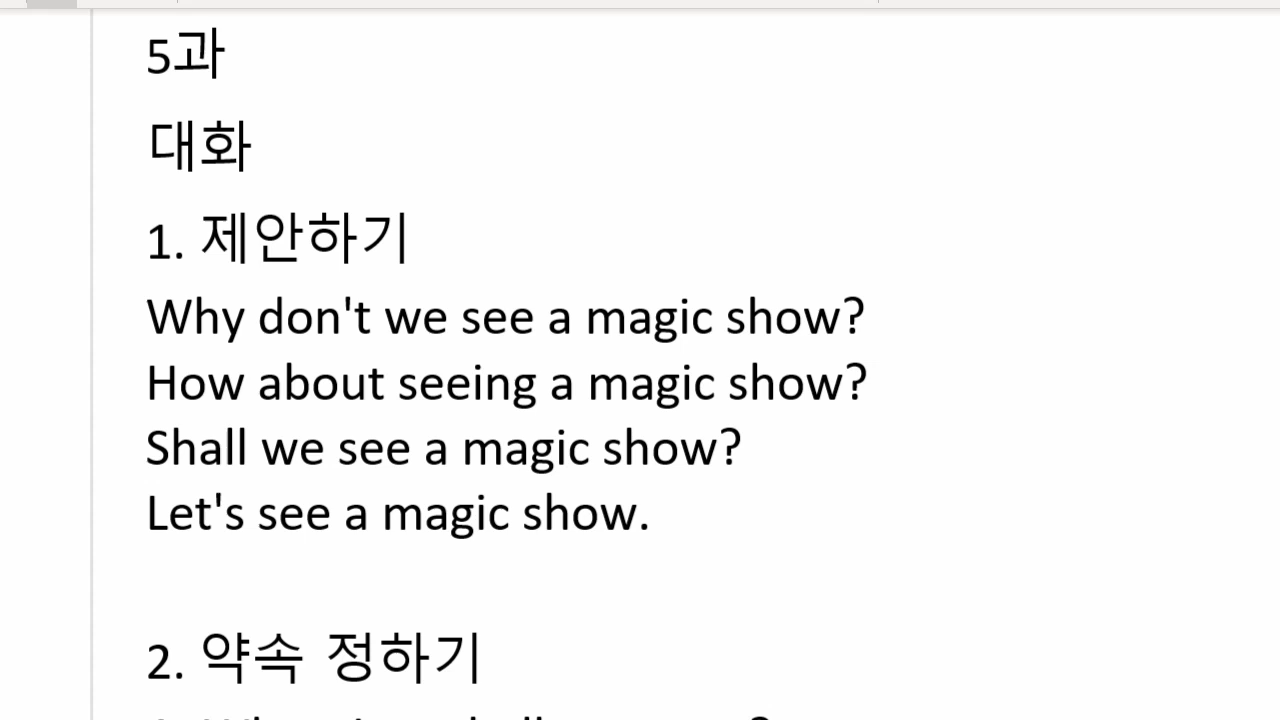 5과
대화
1. 제안하기
Why don't we see a magic show?
How about seeing a magic show?
Shall we see a magic show?
Let's see a magic show.
2. 약속 정하기